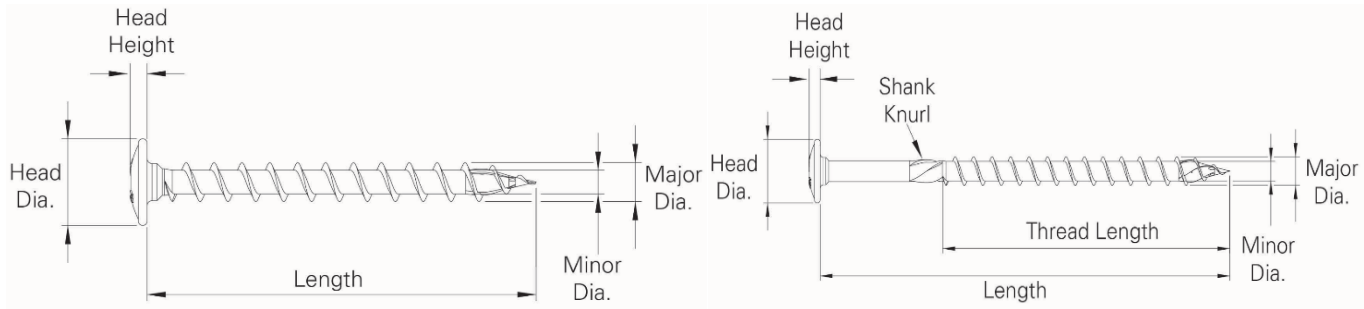 Head
Height
Head
Dia.
Major
Dia.
Minor
Dia.
Length
Head
Height
Shank
Knurl
Head
Dia.
Major
Dia.
Thread Length
Minor
Dia.
Length